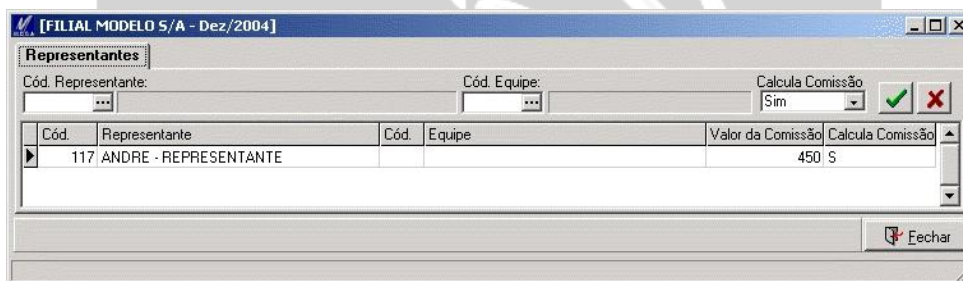 [FILIAL MODELO S/A - Dez/2004]
Representantes
Cód. Representante: Cód. Equipe: Calcula Comissão
Sim
Cód. Representante Cód. Equipe Valor da Comissão Calcula Comissão
117 ANDRE - REPRESENTANTE 450 S
Fechar